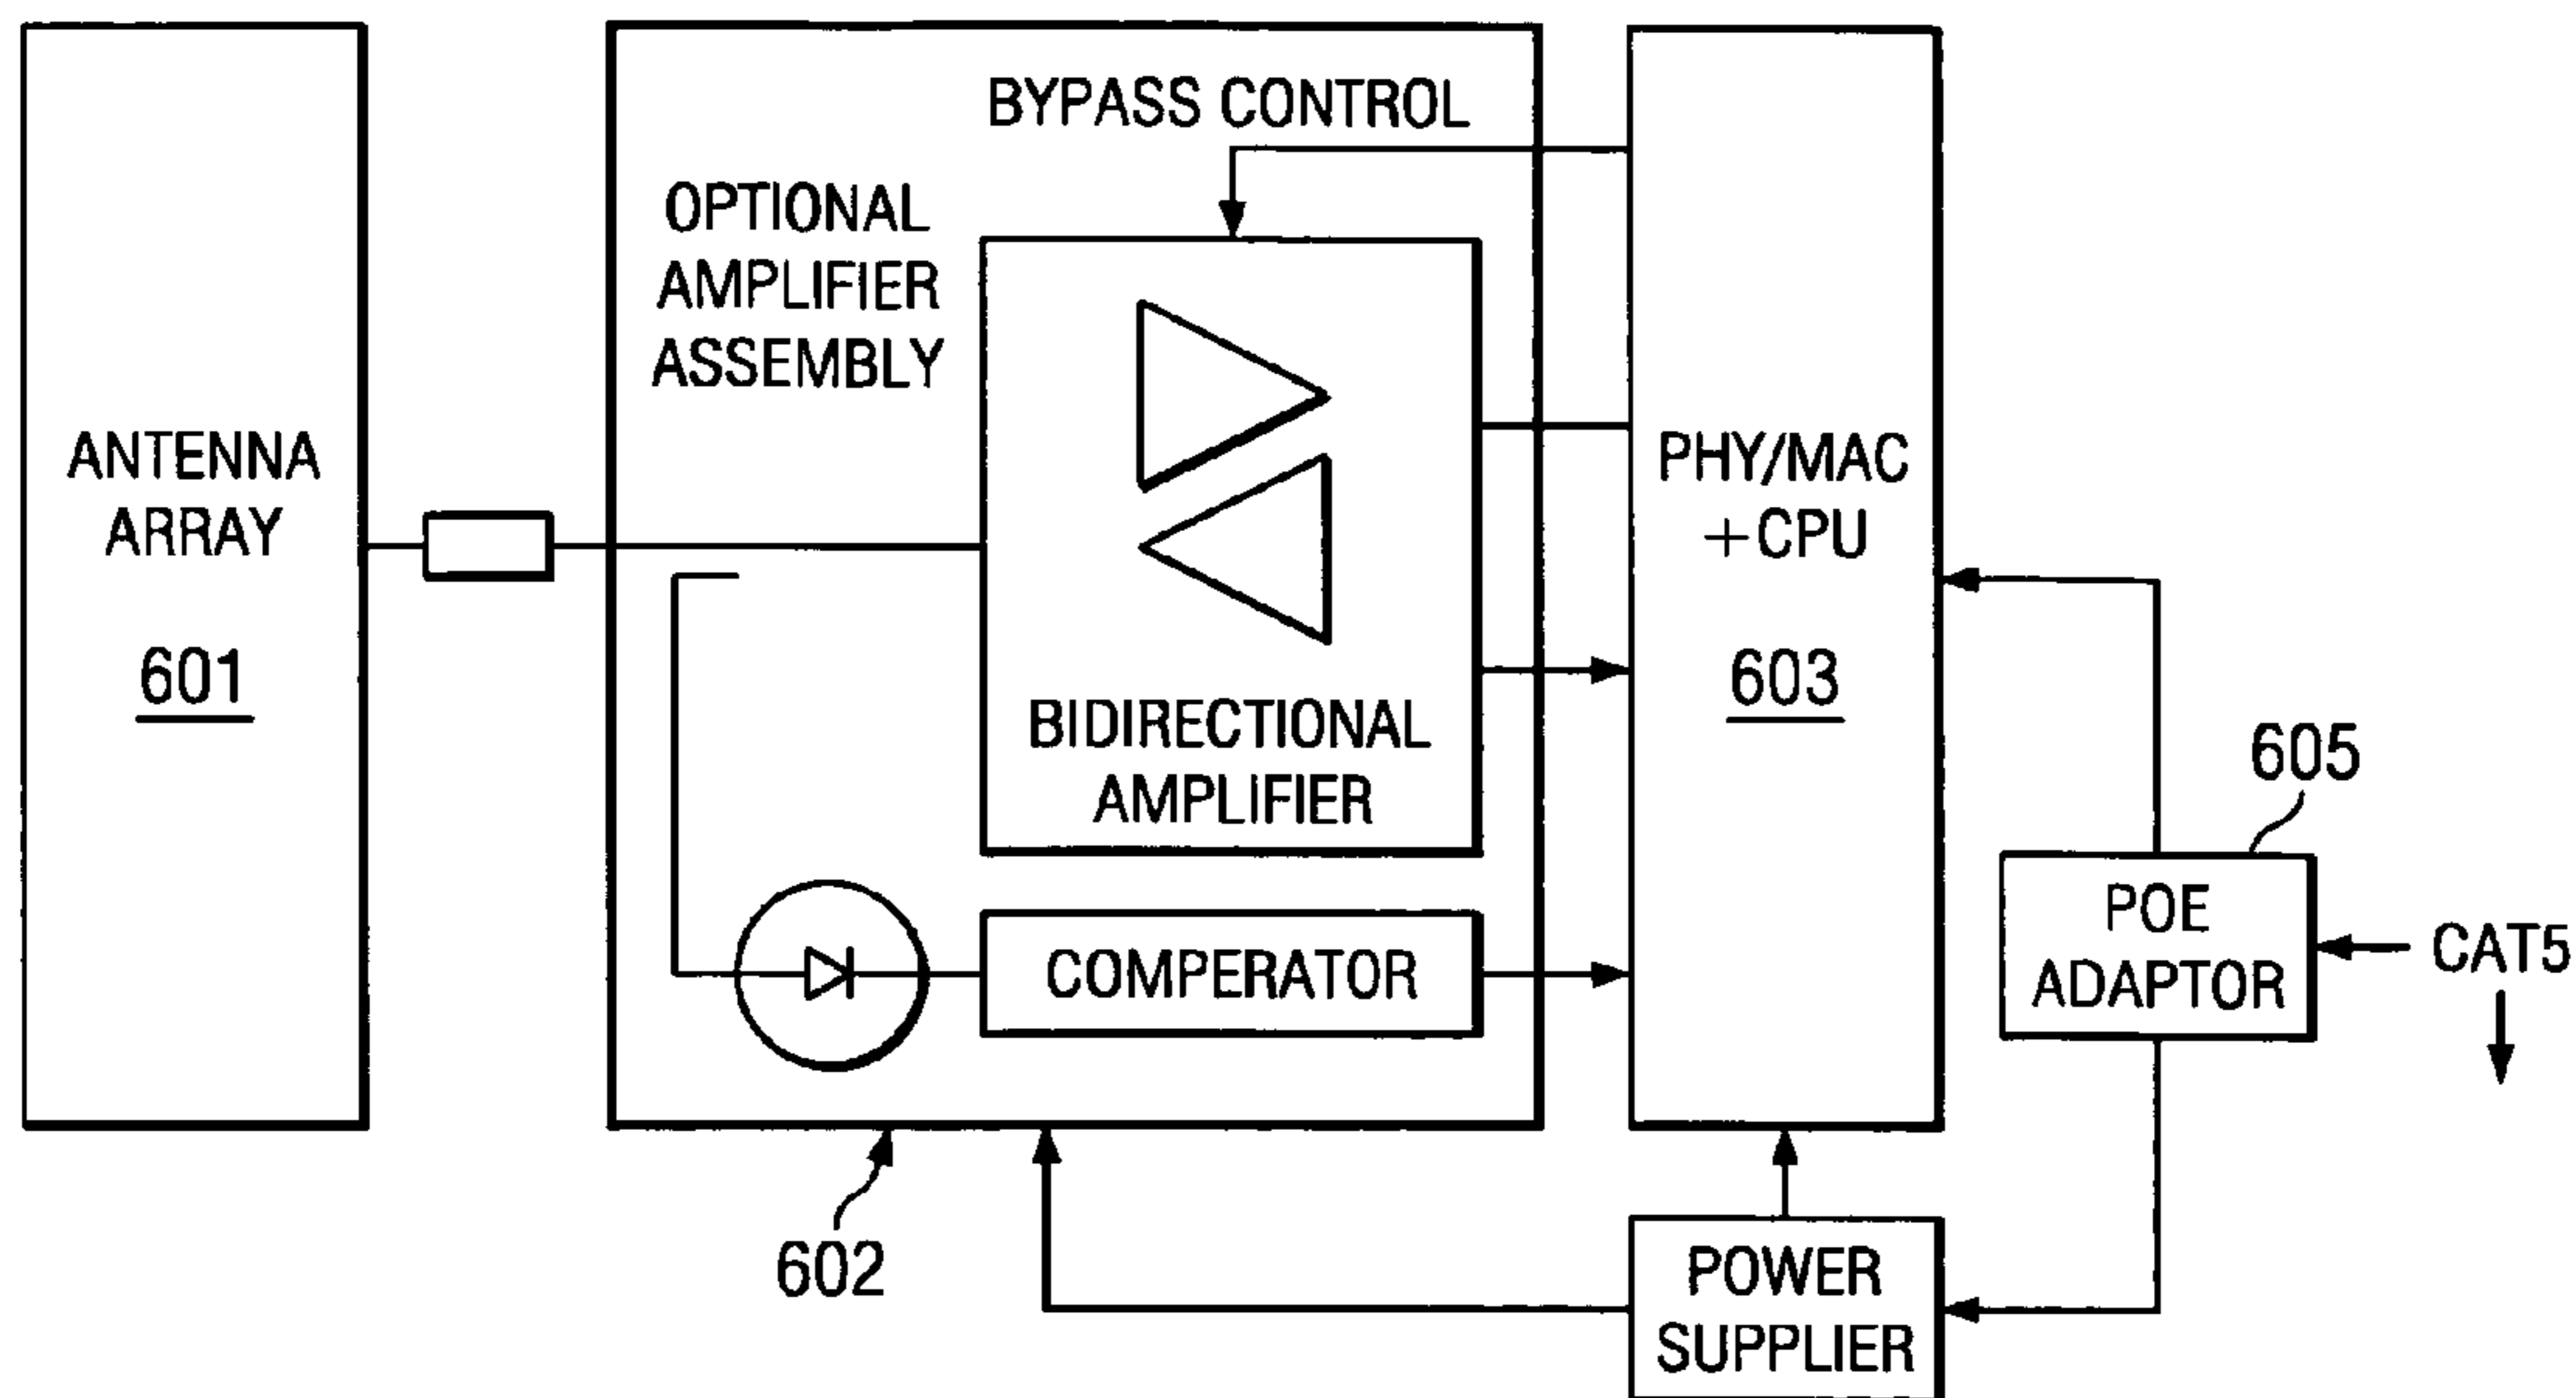 ANTENNA
ARRAY
601
OPTIONAL
AMPLIFIER
ASSEMBLY
BYPASS CONTROL
BIDIRECTIONAL
AMPLIFIER
COMPERATOR
602
PHY/MAC
+CPU
603
605
POE
ADAPTOR
CAT5
POWER
SUPPLIER